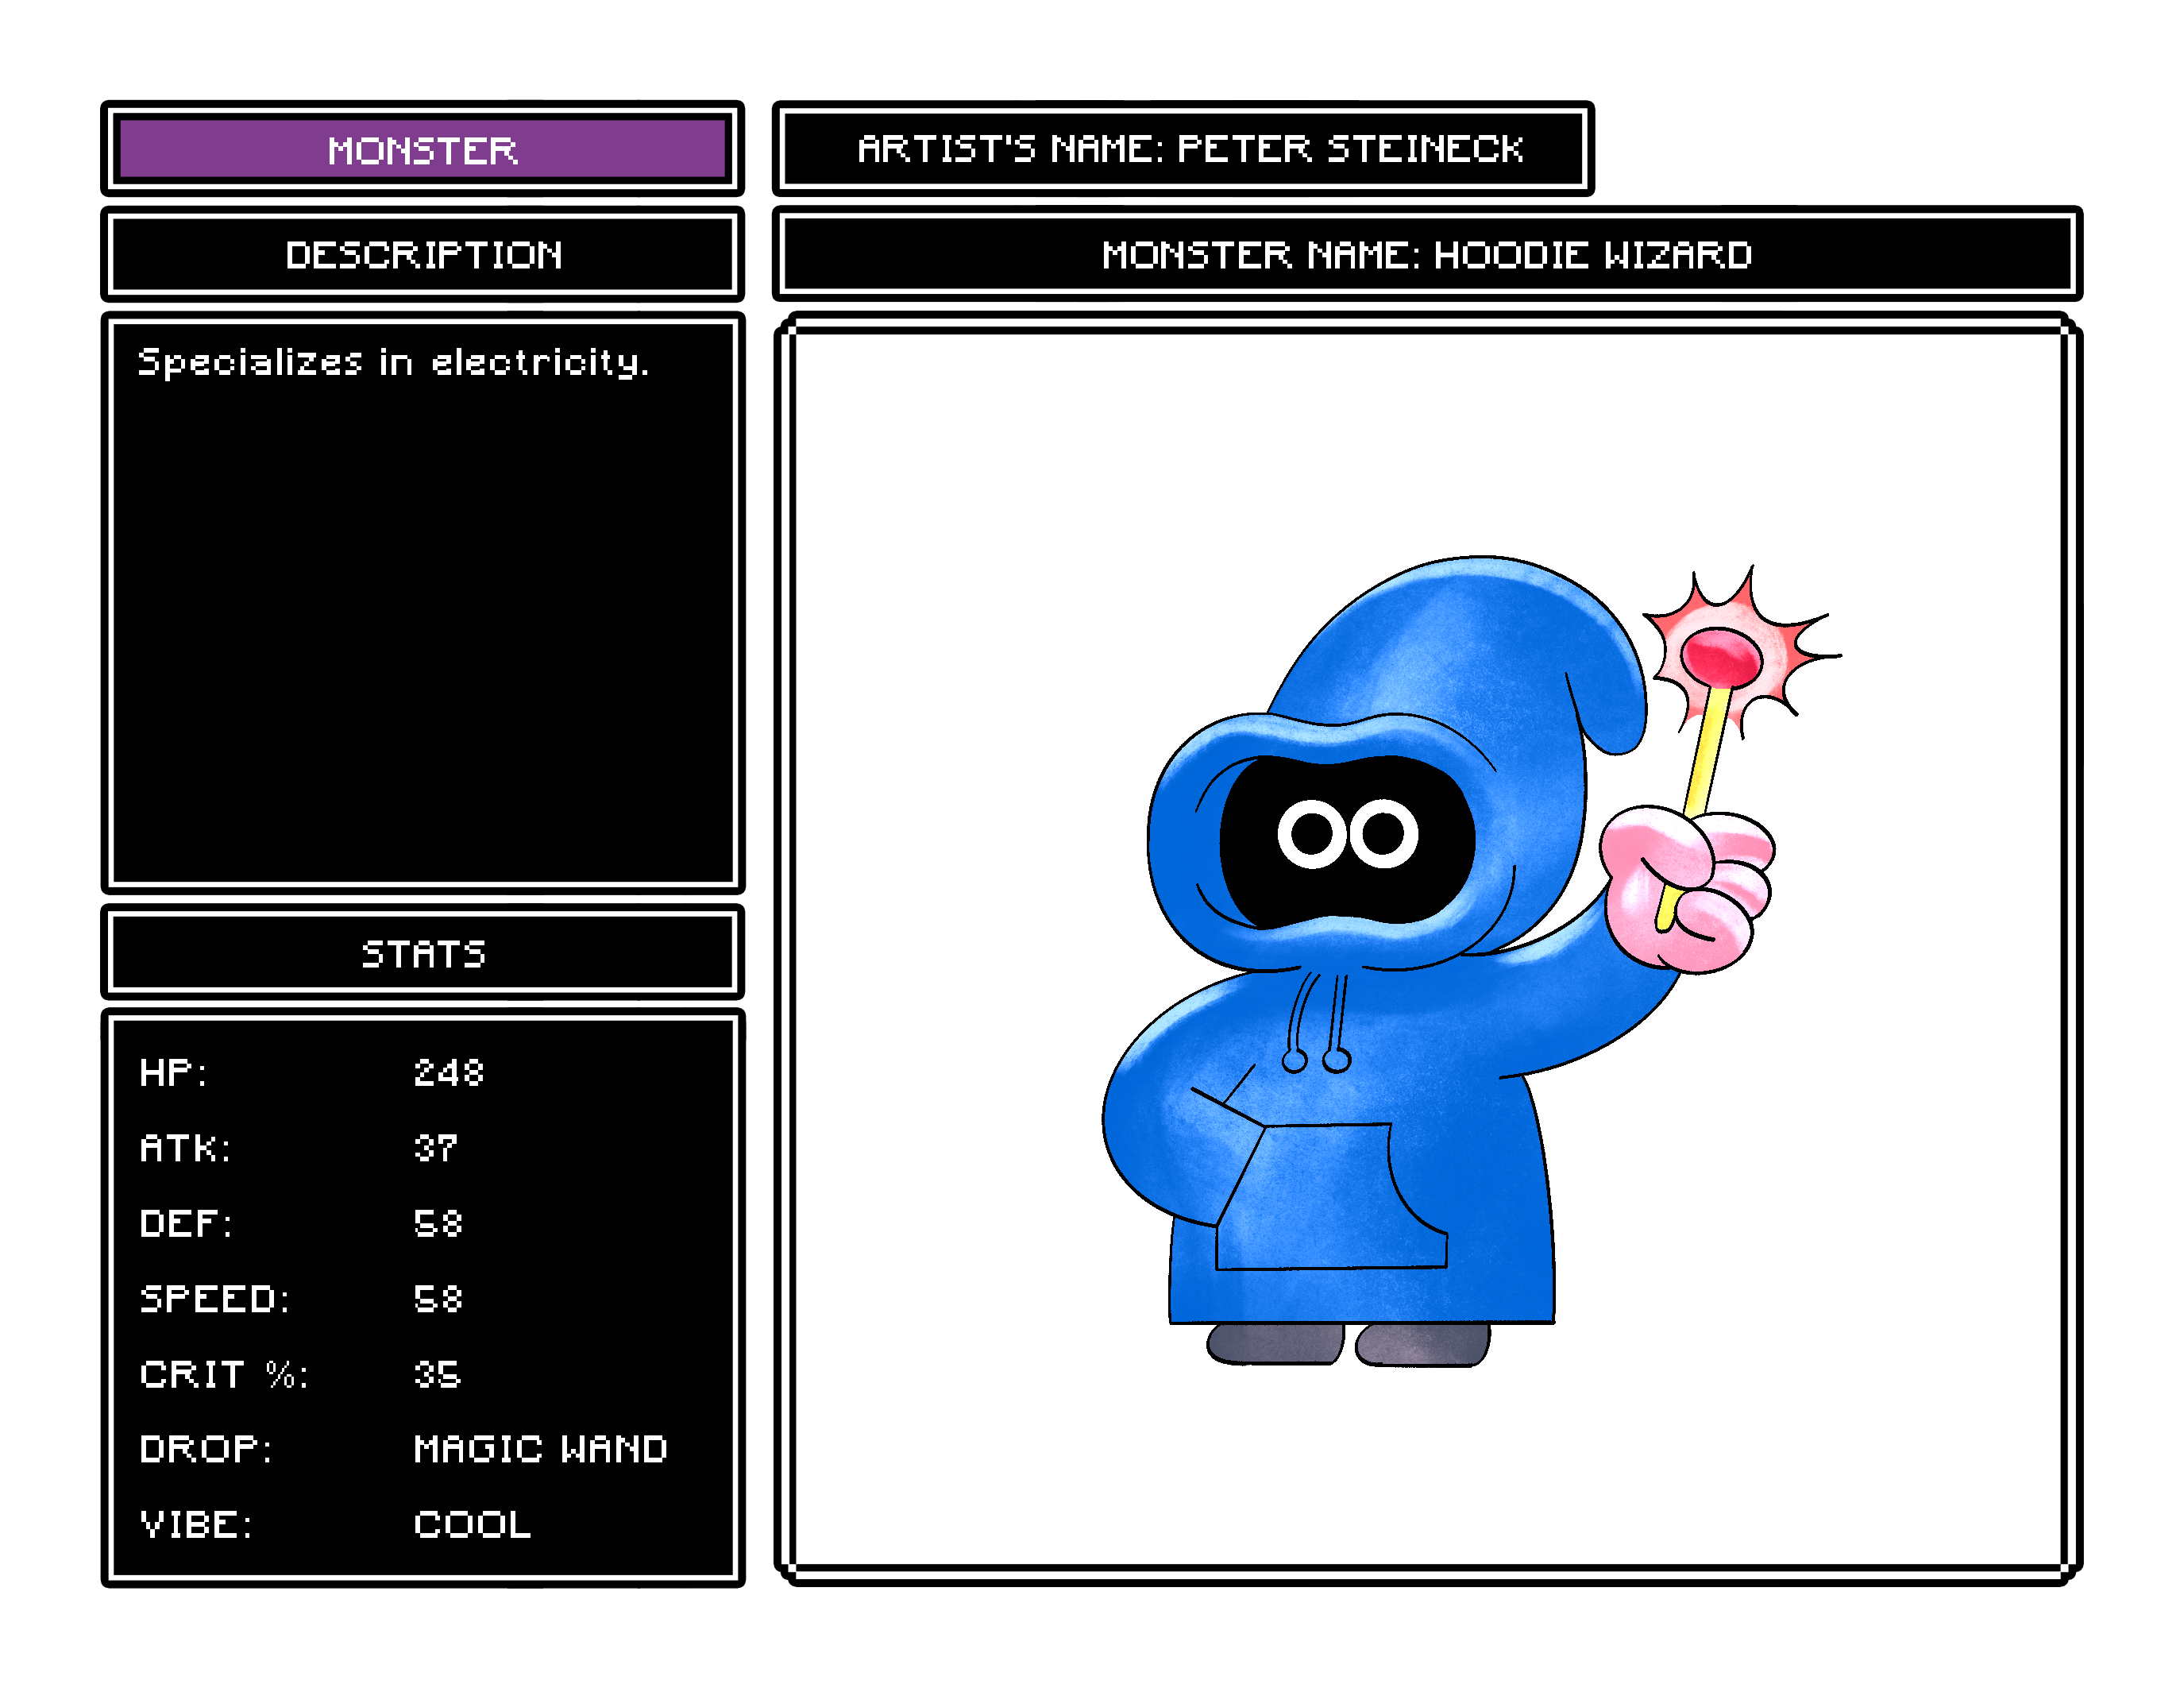 MONSTER
ARTIST'S NAME: PETER STEINECK
DESCRIPTION
MONSTER NAME: HOODIE WIZARD
Specializes in electricity.
STATS
HP: 248
ATK: 37
DEF: 58
SPEED: 58
CRIT %: 35
DROP: MAGIC WAND
VIBE: COOL